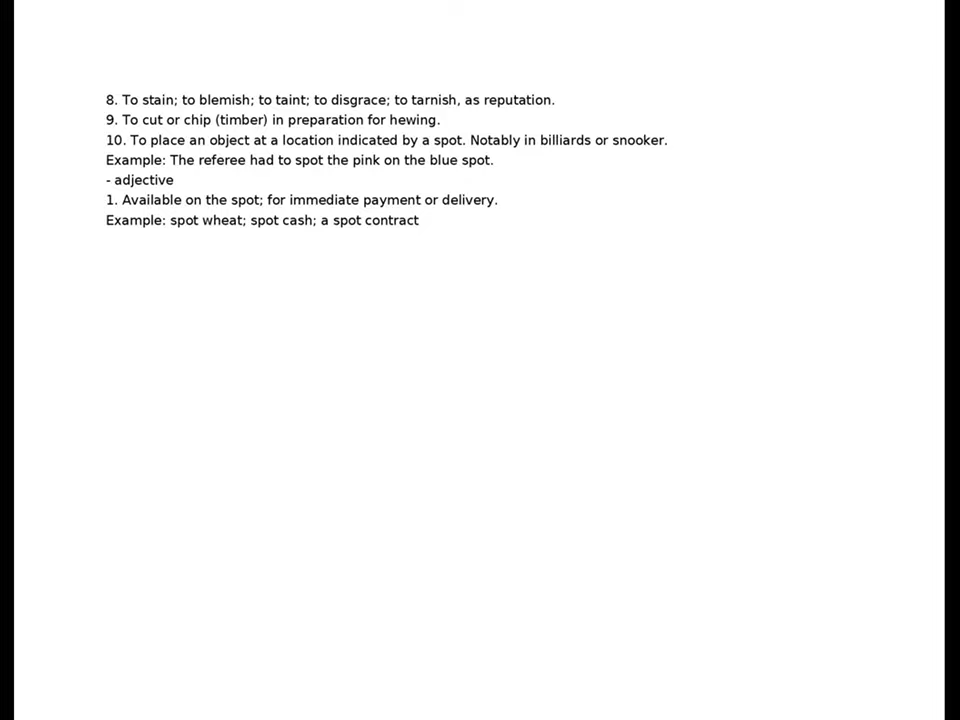 8. To stain; to blemish; to taint; to disgrace; to tarnish, as reputation.
9. To cut or chip (timber) in preparation for hewing.
10. To place an object at a location indicated by a spot. Notably in billiards or snooker.
Example: The referee had to spot the pink on the blue spot.
- adjective
1. Available on the spot; for immediate payment or delivery.
Example: spot wheat; spot cash; a spot contract